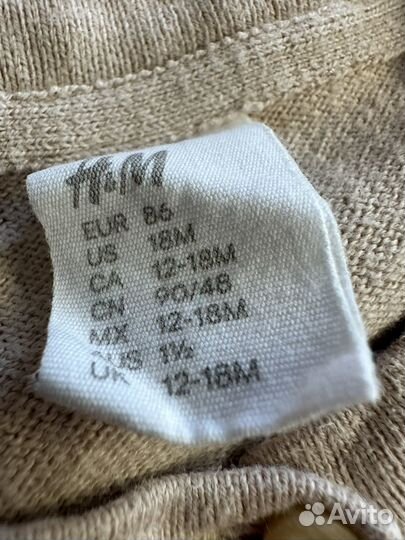 H&M
EUR 86
US 18M
CA 12-18M
CN 90/48
MX 12-18M
AUS 1½
UK 12-18M
Avito